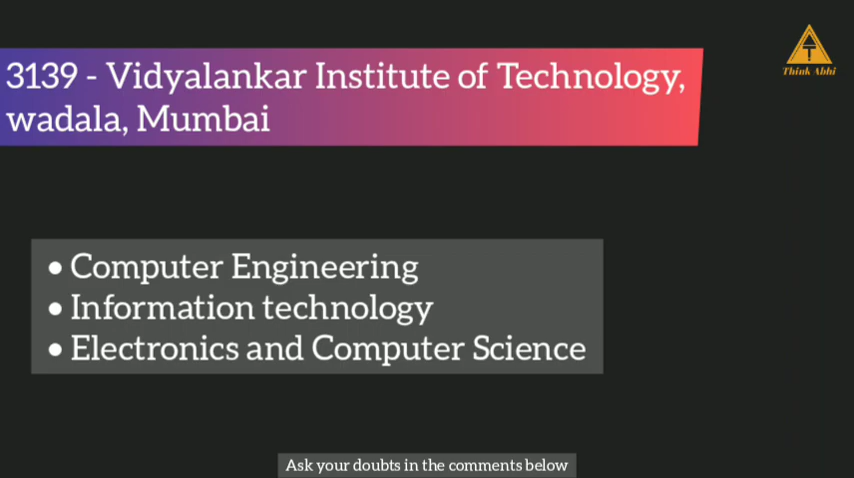 3139 - Vidyalankar Institute of Technology,
wadala, Mumbai
Think Abhi
• Computer Engineering
• Information technology
• Electronics and Computer Science
Ask your doubts in the comments below